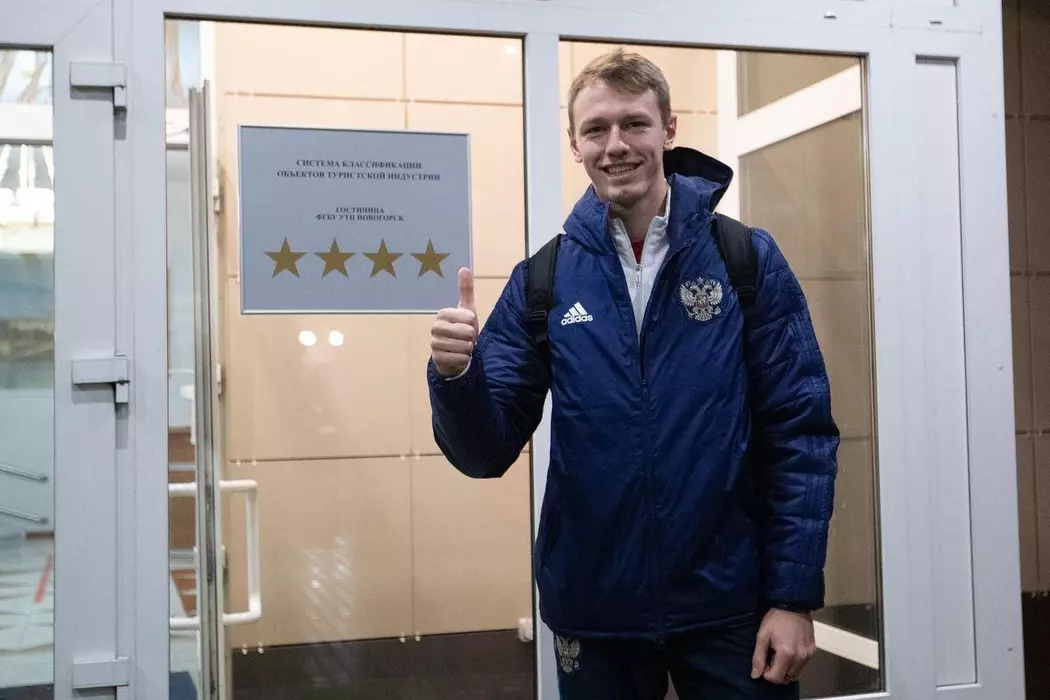 СИСТЕМА КЛАССИФИКАЦИИ
ОБЪЕКТОВ ТУРИСТСКОЙ ИНДУСТРИИ
ГОСТИНИЦА
ФГБУ УТЦ НОВОГОРСК
adidas